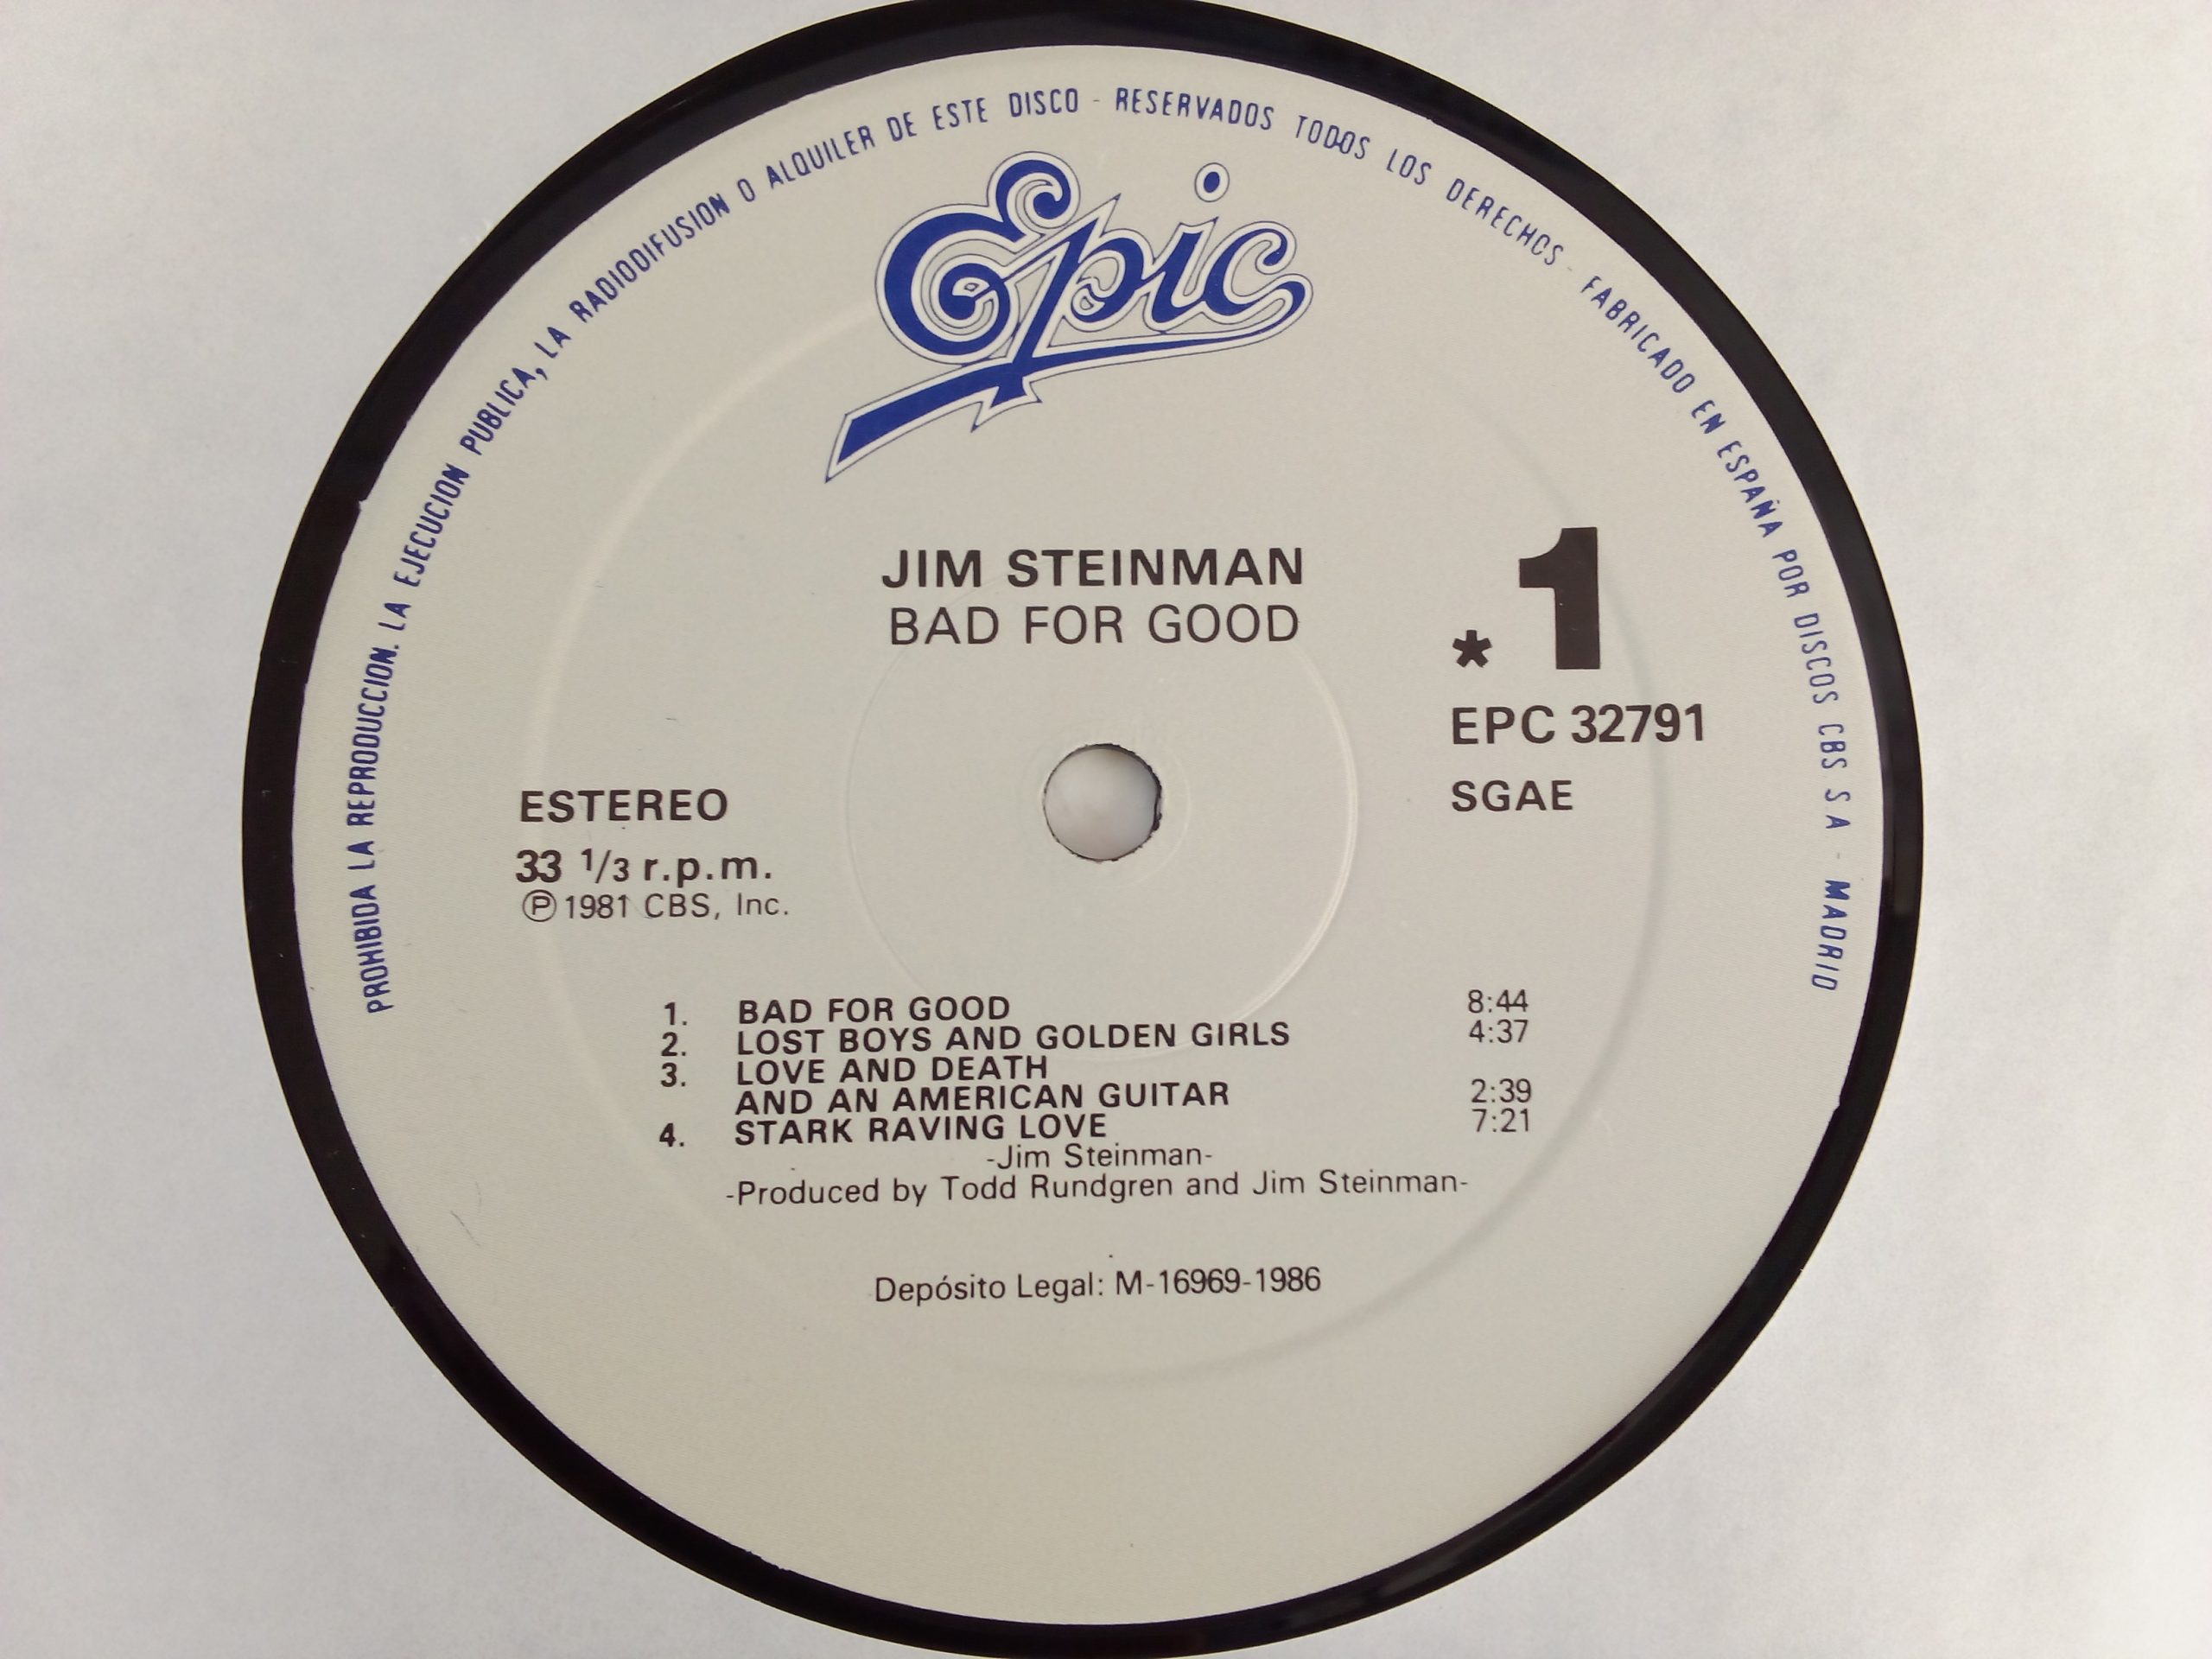 PROHIBIDA LA REPRODUCCION. LA EJECUCION PUBLICA, LA RADIODIFUSION O ALQUILER DE ESTE DISCO - RESERVADOS TODOS LOS DERECHOS - FABRICADO EN ESPAÑA POR DISCOS CBS S A - MADRID
Epic
JIM STEINMAN
BAD FOR GOOD
* 1
EPC 32791
SGAE
ESTEREO
33 1/3 r.p.m.
℗ 1981 CBS, Inc.
1. BAD FOR GOOD 8:44
2. LOST BOYS AND GOLDEN GIRLS 4:37
3. LOVE AND DEATH
AND AN AMERICAN GUITAR 2:39
4. STARK RAVING LOVE 7:21
-Jim Steinman-
-Produced by Todd Rundgren and Jim Steinman-
Depósito Legal: M-16969-1986